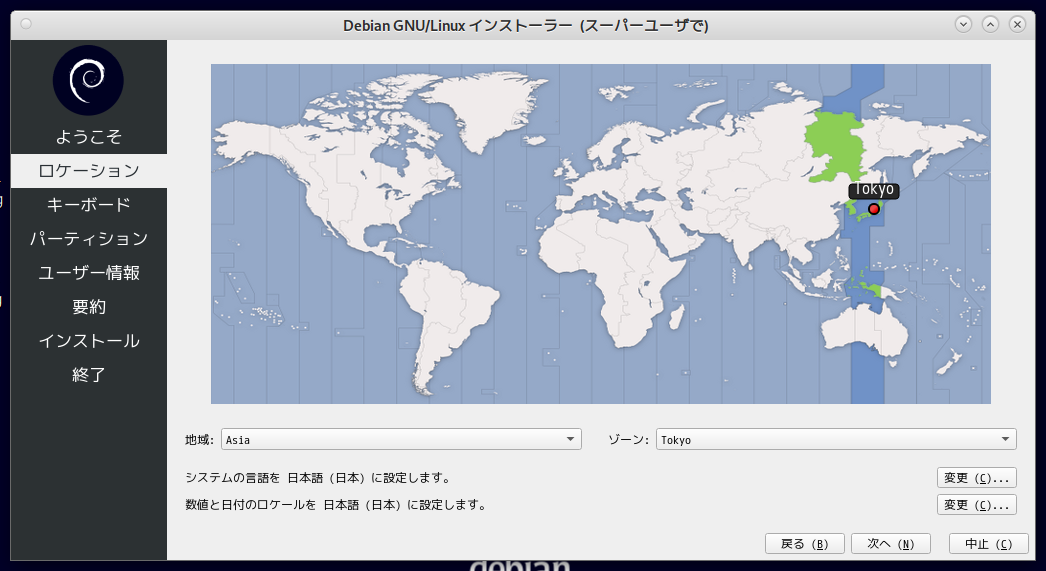 Debian GNU/Linux インストーラー (スーパーユーザで)
ようこそ
ロケーション
キーボード
パーティション
ユーザー情報
要約
インストール
終了
Tokyo
地域: Asia
ゾーン: Tokyo
システムの言語を 日本語 (日本) に設定します。
変更 (C)...
数値と日付のロケールを 日本語 (日本) に設定します。
変更 (C)...
戻る (B)
次へ (N)
中止 (C)
debian